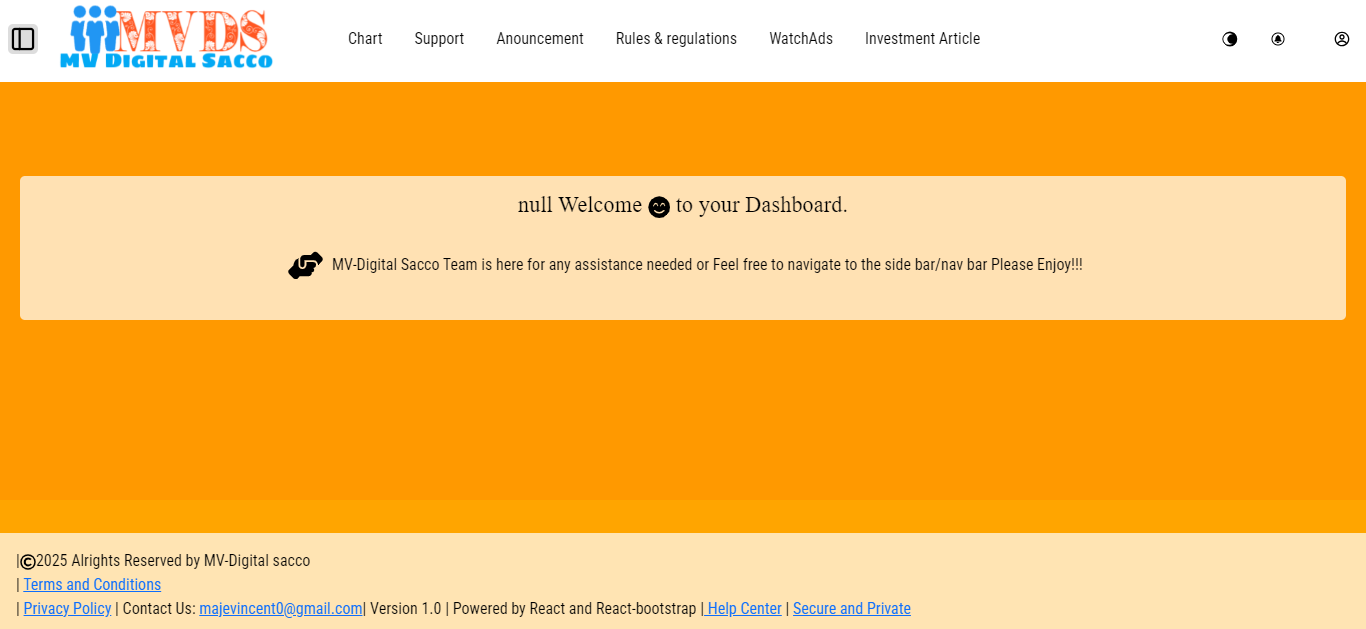 MVDS
MV DIGITAL SACCO
Chart Support Anouncement Rules & regulations WatchAds Investment Article
null Welcome to your Dashboard.
MV-Digital Sacco Team is here for any assistance needed or Feel free to navigate to the side bar/nav bar Please Enjoy!!!
|©2025 Alrights Reserved by MV-Digital sacco
| Terms and Conditions
| Privacy Policy | Contact Us: majevincent0@gmail.com| Version 1.0 | Powered by React and React-bootstrap | Help Center | Secure and Private